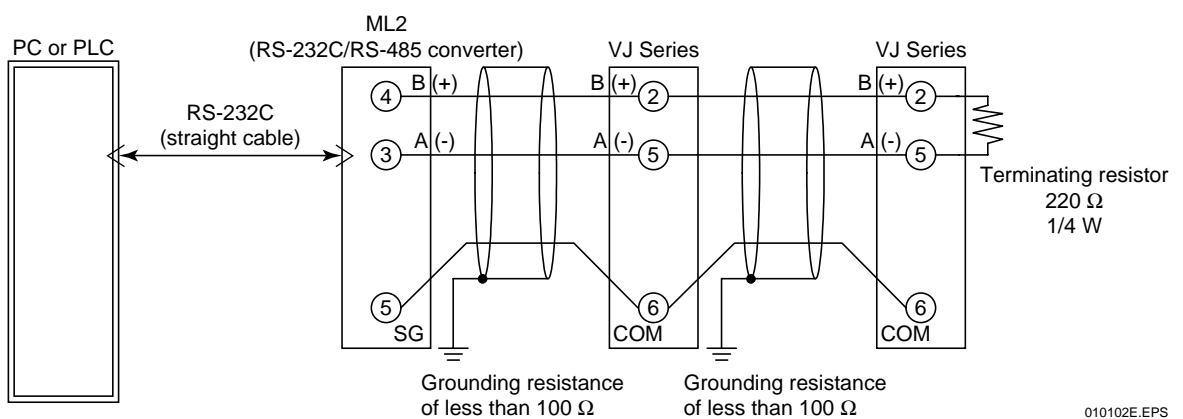 ML2
PC or PLC
(RS-232C/RS-485 converter)
VJ Series
VJ Series
RS-232C
(straight cable)
4
B (+)
B (+)
2
B (+)
2
3
A (-)
A (-)
5
A (-)
5
Terminating resistor
220 Ω
1/4 W
5
SG
6
COM
6
COM
Grounding resistance
of less than 100 Ω
Grounding resistance
of less than 100 Ω
010102E.EPS